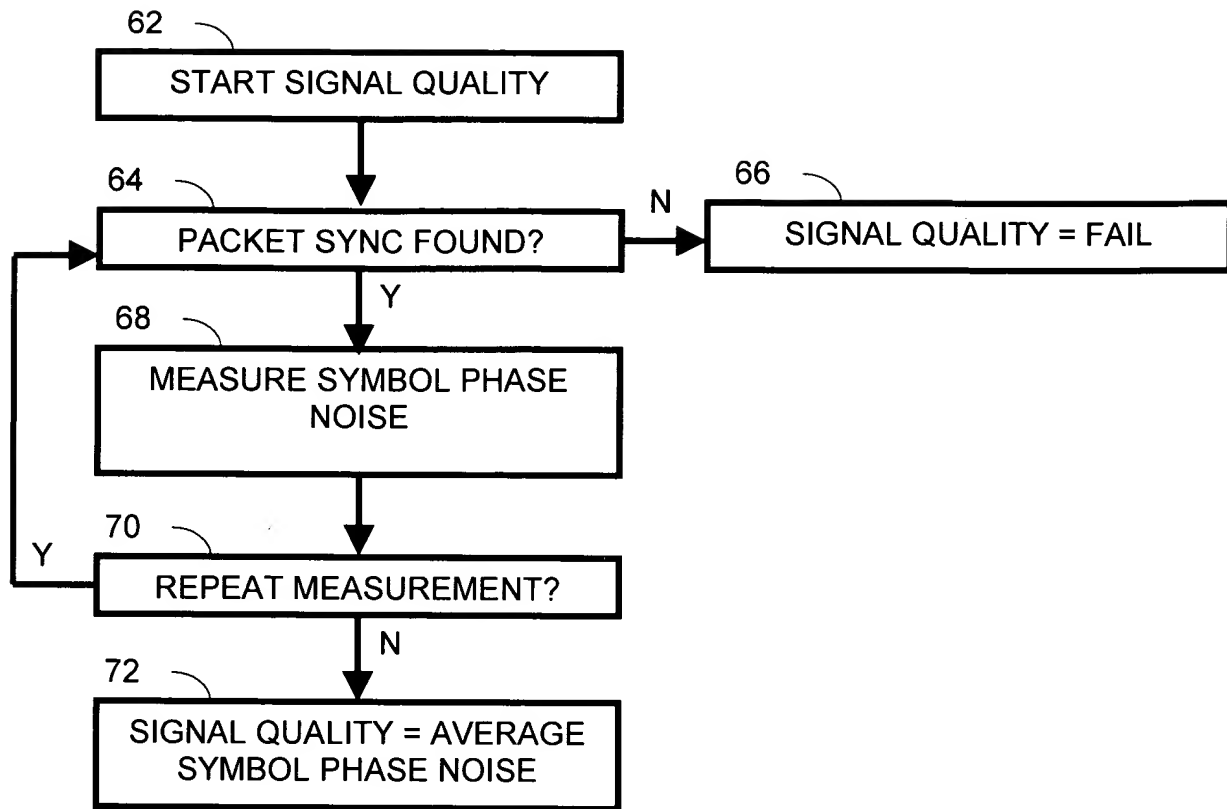 62
START SIGNAL QUALITY
64
PACKET SYNC FOUND?
N
66
SIGNAL QUALITY = FAIL
Y
68
MEASURE SYMBOL PHASE
NOISE
70
Y
REPEAT MEASUREMENT?
N
72
SIGNAL QUALITY = AVERAGE
SYMBOL PHASE NOISE